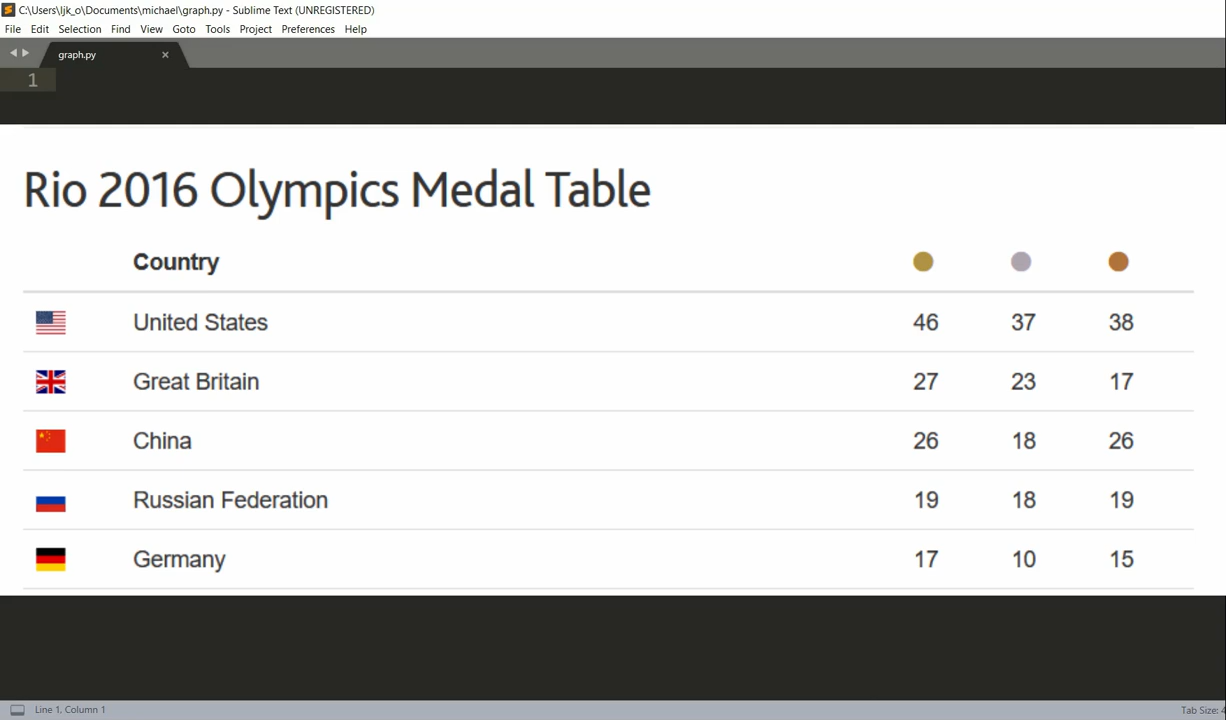 C:\Users\ljk_o\Documents\michael\graph.py - Sublime Text (UNREGISTERED)
File Edit Selection Find View Goto Tools Project Preferences Help
graph.py
1
Rio 2016 Olympics Medal Table
Country
United States 46 37 38
Great Britain 27 23 17
China 26 18 26
Russian Federation 19 18 19
Germany 17 10 15
Line 1, Column 1 Tab Size: 4